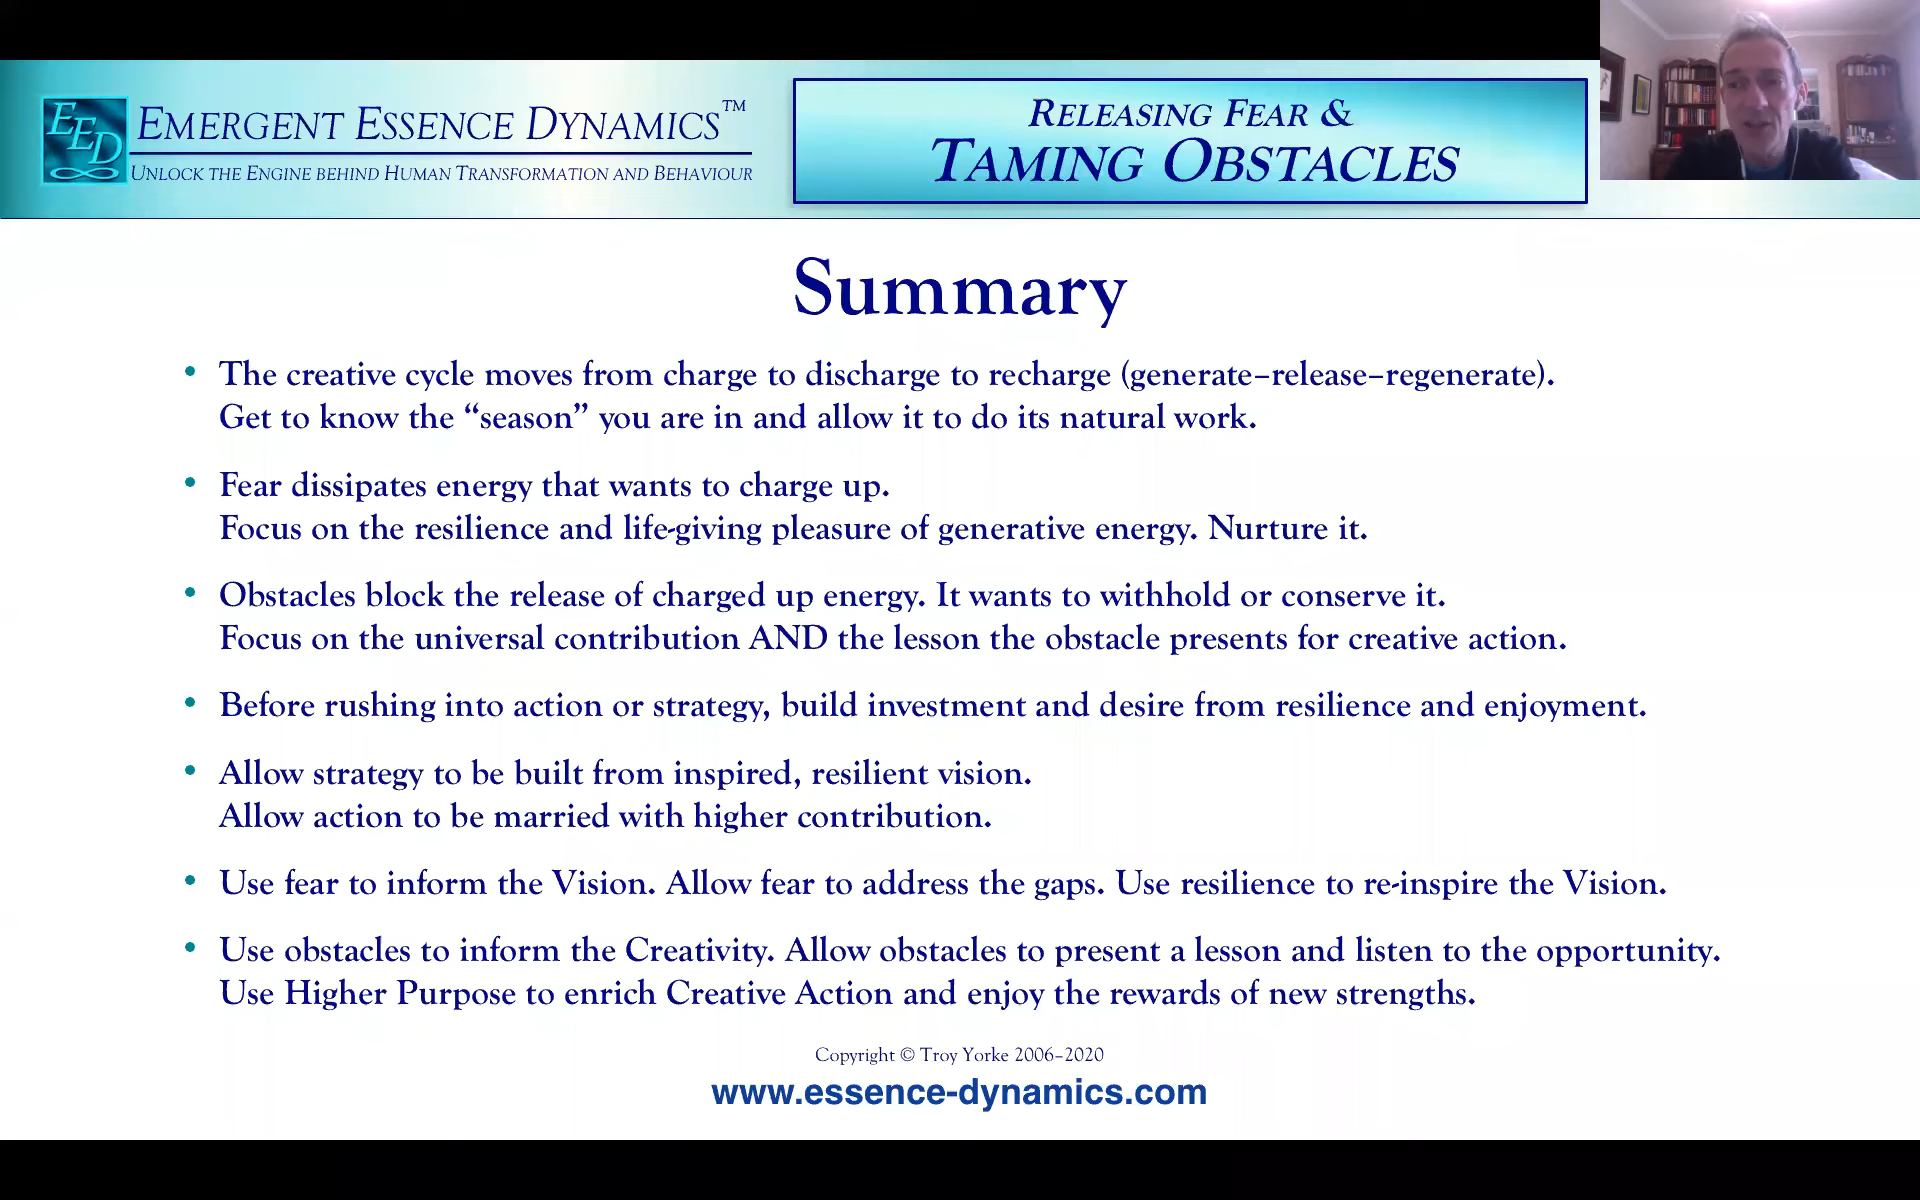 EED
EMERGENT ESSENCE DYNAMICS™
UNLOCK THE ENGINE BEHIND HUMAN TRANSFORMATION AND BEHAVIOUR
RELEASING FEAR &
TAMING OBSTACLES
Summary
• The creative cycle moves from charge to discharge to recharge (generate–release–regenerate).
Get to know the “season” you are in and allow it to do its natural work.
• Fear dissipates energy that wants to charge up.
Focus on the resilience and life-giving pleasure of generative energy. Nurture it.
• Obstacles block the release of charged up energy. It wants to withhold or conserve it.
Focus on the universal contribution AND the lesson the obstacle presents for creative action.
• Before rushing into action or strategy, build investment and desire from resilience and enjoyment.
• Allow strategy to be built from inspired, resilient vision.
Allow action to be married with higher contribution.
• Use fear to inform the Vision. Allow fear to address the gaps. Use resilience to re-inspire the Vision.
• Use obstacles to inform the Creativity. Allow obstacles to present a lesson and listen to the opportunity.
Use Higher Purpose to enrich Creative Action and enjoy the rewards of new strengths.
Copyright © Troy Yorke 2006–2020
www.essence-dynamics.com